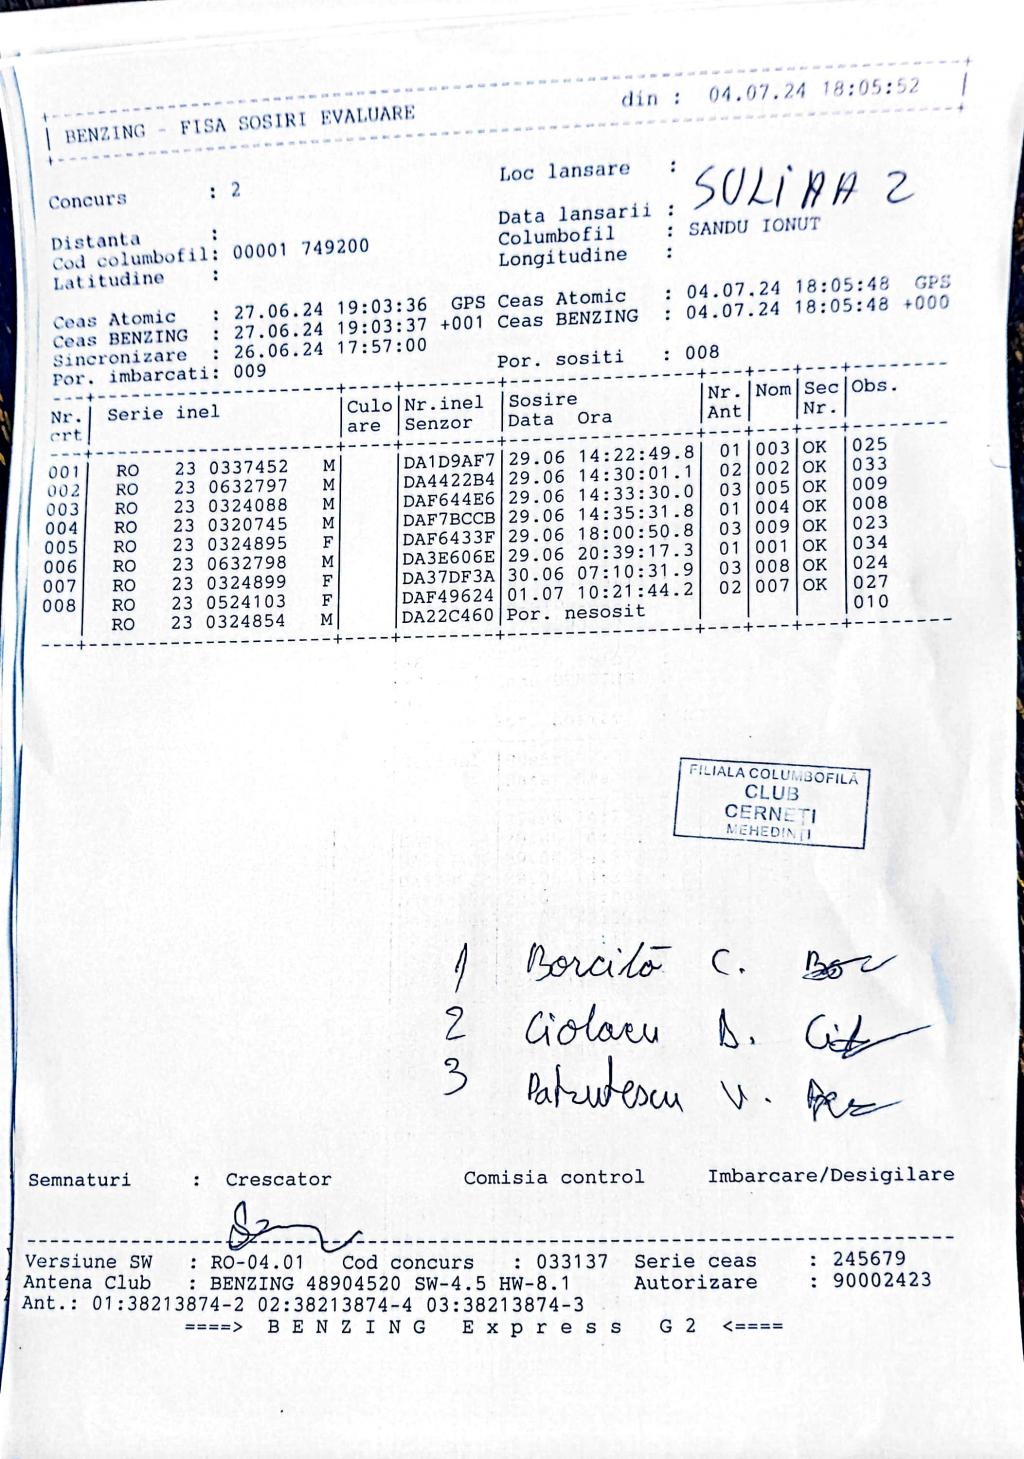 BENZING - FISA SOSIRI EVALUARE din : 04.07.24 18:05:52
Concurs : 2 Loc lansare : SULINA 2
Data lansarii :
Distanta : Columbofil : SANDU IONUT
Cod columbofil: 00001 749200 Longitudine :
Latitudine :
Ceas Atomic : 27.06.24 19:03:36 GPS Ceas Atomic : 04.07.24 18:05:48 GPS
Ceas BENZING : 27.06.24 19:03:37 +001 Ceas BENZING : 04.07.24 18:05:48 +000
Sincronizare : 26.06.24 17:57:00
Por. imbarcati: 009 Por. sositi : 008
Nr. Serie inel Culo Nr.inel Sosire Nr. Nom Sec Obs.
crt are Senzor Data Ora Ant Nr.
001 RO 23 0337452 M DA1D9AF7 29.06 14:22:49.8 01 003 OK 025
002 RO 23 0632797 M DA4422B4 29.06 14:30:01.1 02 002 OK 033
003 RO 23 0324088 M DAF644E6 29.06 14:33:30.0 03 005 OK 009
004 RO 23 0320745 M DAF7BCCB 29.06 14:35:31.8 01 004 OK 008
005 RO 23 0324895 F DAF6433F 29.06 18:00:50.8 03 009 OK 023
006 RO 23 0632798 M DA3E606E 29.06 20:39:17.3 01 001 OK 034
007 RO 23 0324899 F DA37DF3A 30.06 07:10:31.9 03 008 OK 024
008 RO 23 0524103 F DAF49624 01.07 10:21:44.2 02 007 OK 027
RO 23 0324854 M DA22C460 Por. nesosit 010
FILIALA COLUMBOFILĂ
CLUB
CERNEȚI
MEHEDINȚI
1 Borcilă C.
2 Ciolacu D.
3 Patrutescu V.
Semnaturi : Crescator Comisia control Imbarcare/Desigilare
Versiune SW : RO-04.01 Cod concurs : 033137 Serie ceas : 245679
Antena Club : BENZING 48904520 SW-4.5 HW-8.1 Autorizare : 90002423
Ant.: 01:38213874-2 02:38213874-4 03:38213874-3
====> B E N Z I N G E x p r e s s G 2 <====